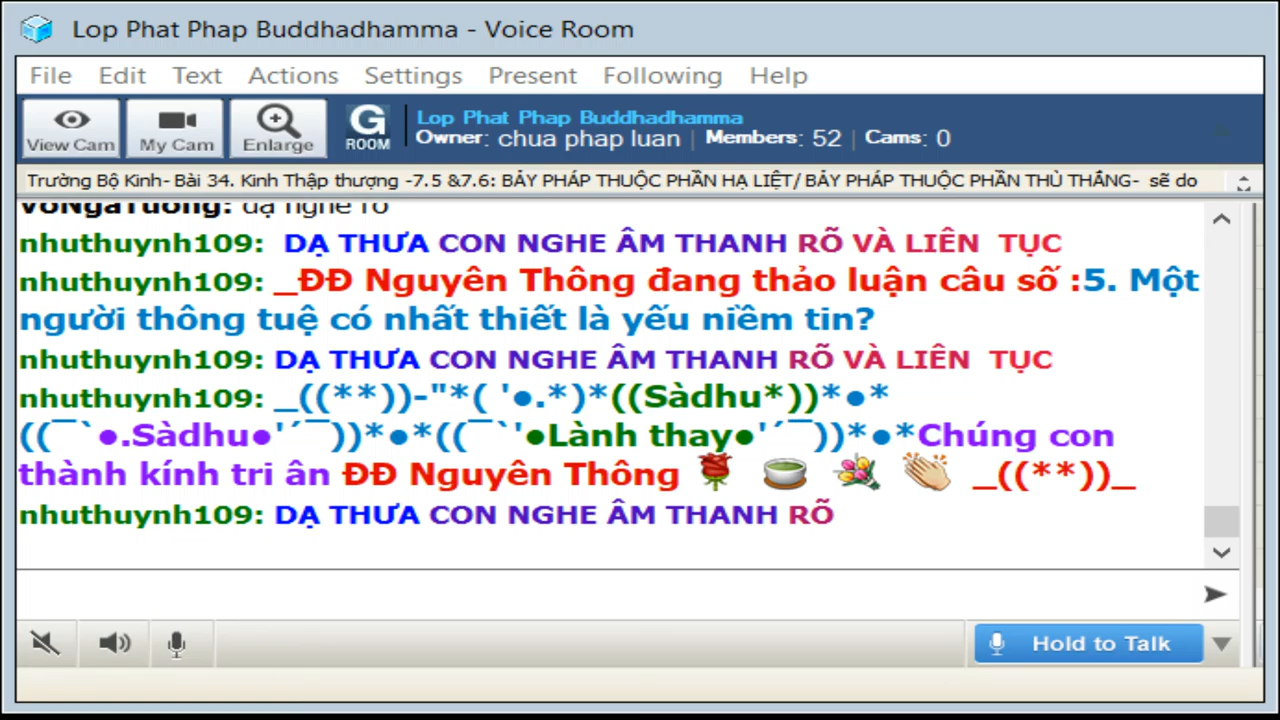 Lop Phat Phap Buddhadhamma - Voice Room
File Edit Text Actions Settings Present Following Help
View Cam My Cam Enlarge G ROOM
Lop Phat Phap Buddhadhamma
Owner: chua phap luan | Members: 52 | Cams: 0
Trường Bộ Kinh- Bài 34. Kinh Thập thượng -7.5 &7.6: BẢY PHÁP THUỘC PHẦN HẠ LIỆT/ BẢY PHÁP THUỘC PHẦN THÙ THẮNG- sẽ do
VoNgaTuong: dạ nghe rõ
nhuthuynh109: DẠ THƯA CON NGHE ÂM THANH RÕ VÀ LIÊN TỤC
nhuthuynh109: _ĐĐ Nguyên Thông đang thảo luận câu số :5. Một
người thông tuệ có nhất thiết là yếu niềm tin?
nhuthuynh109: DẠ THƯA CON NGHE ÂM THANH RÕ VÀ LIÊN TỤC
nhuthuynh109: _((**))-"*( '●.*)*((Sàdhu*))*●*
((¯`●.Sàdhu●'´¯))*●*((¯`'●Lành thay●'´¯))*●*Chúng con
thành kính tri ân ĐĐ Nguyên Thông 🌹 🍵 💐 👏 _((**))_
nhuthuynh109: DẠ THƯA CON NGHE ÂM THANH RÕ
Hold to Talk